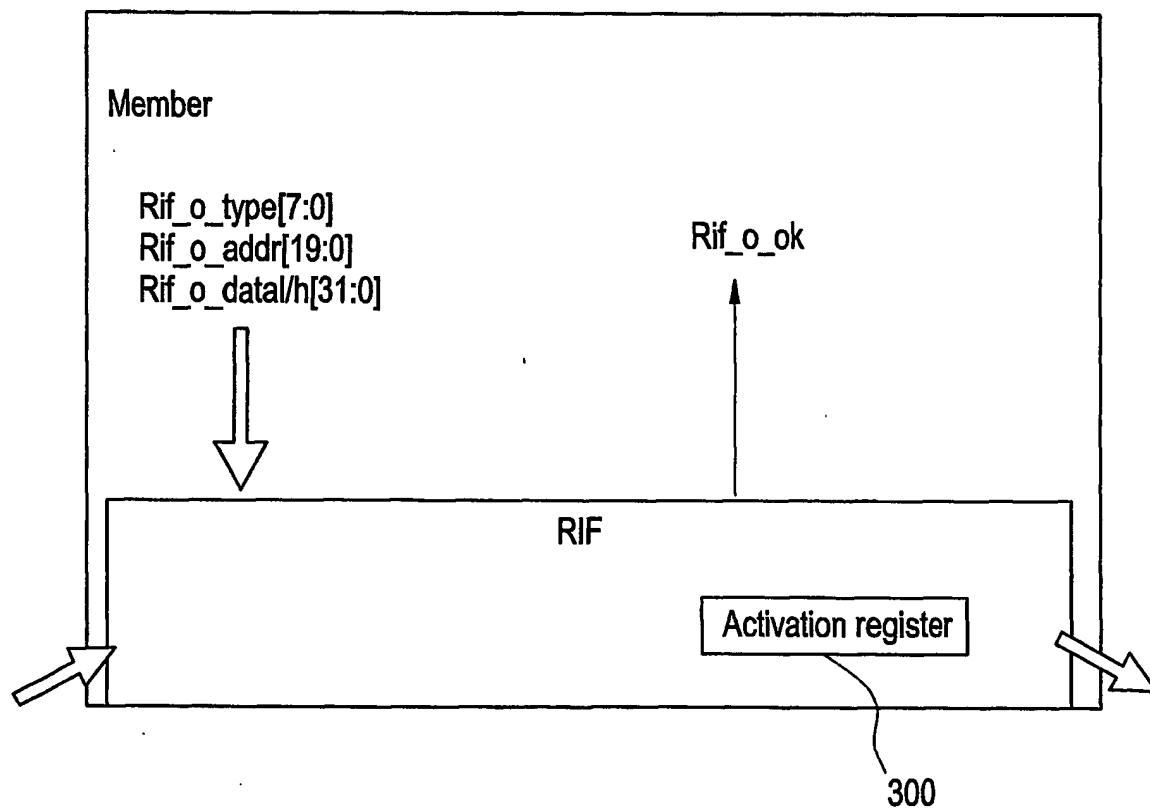 Member
Rif_o_type[7:0]
Rif_o_addr[19:0]
Rif_o_datal/h[31:0]
Rif_o_ok
RIF
Activation register
300